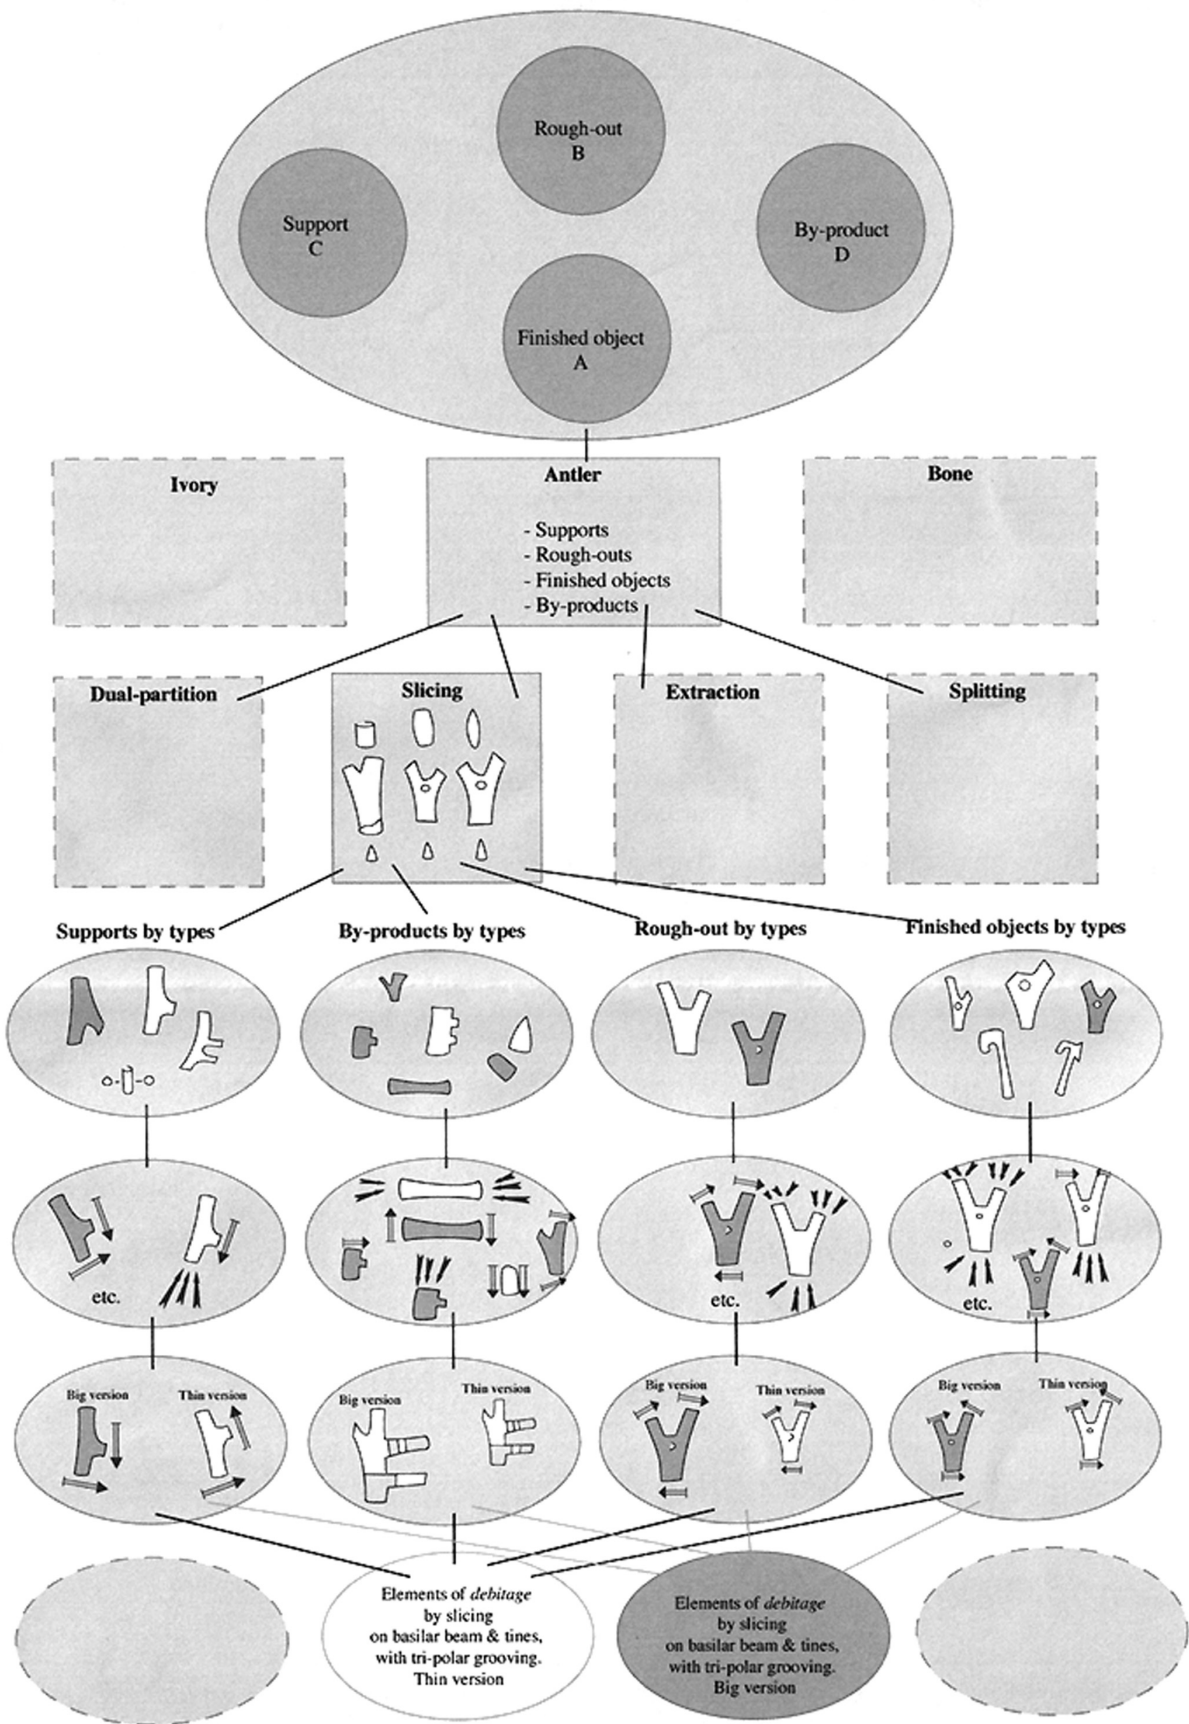 Rough-out
B
Support
C
By-product
D
Finished object
A
Ivory
Antler
Bone
- Supports
- Rough-outs
- Finished objects
- By-products
Dual-partition
Slicing
Extraction
Splitting
Supports by types
By-products by types
Rough-out by types
Finished objects by types
etc.
etc.
etc.
Big version
Thin version
Big version
Thin version
Big version
Thin version
Big version
Thin version
Elements of debitage
by slicing
on basilar beam & tines,
with tri-polar grooving.
Thin version
Elements of debitage
by slicing
on basilar beam & tines,
with tri-polar grooving.
Big version